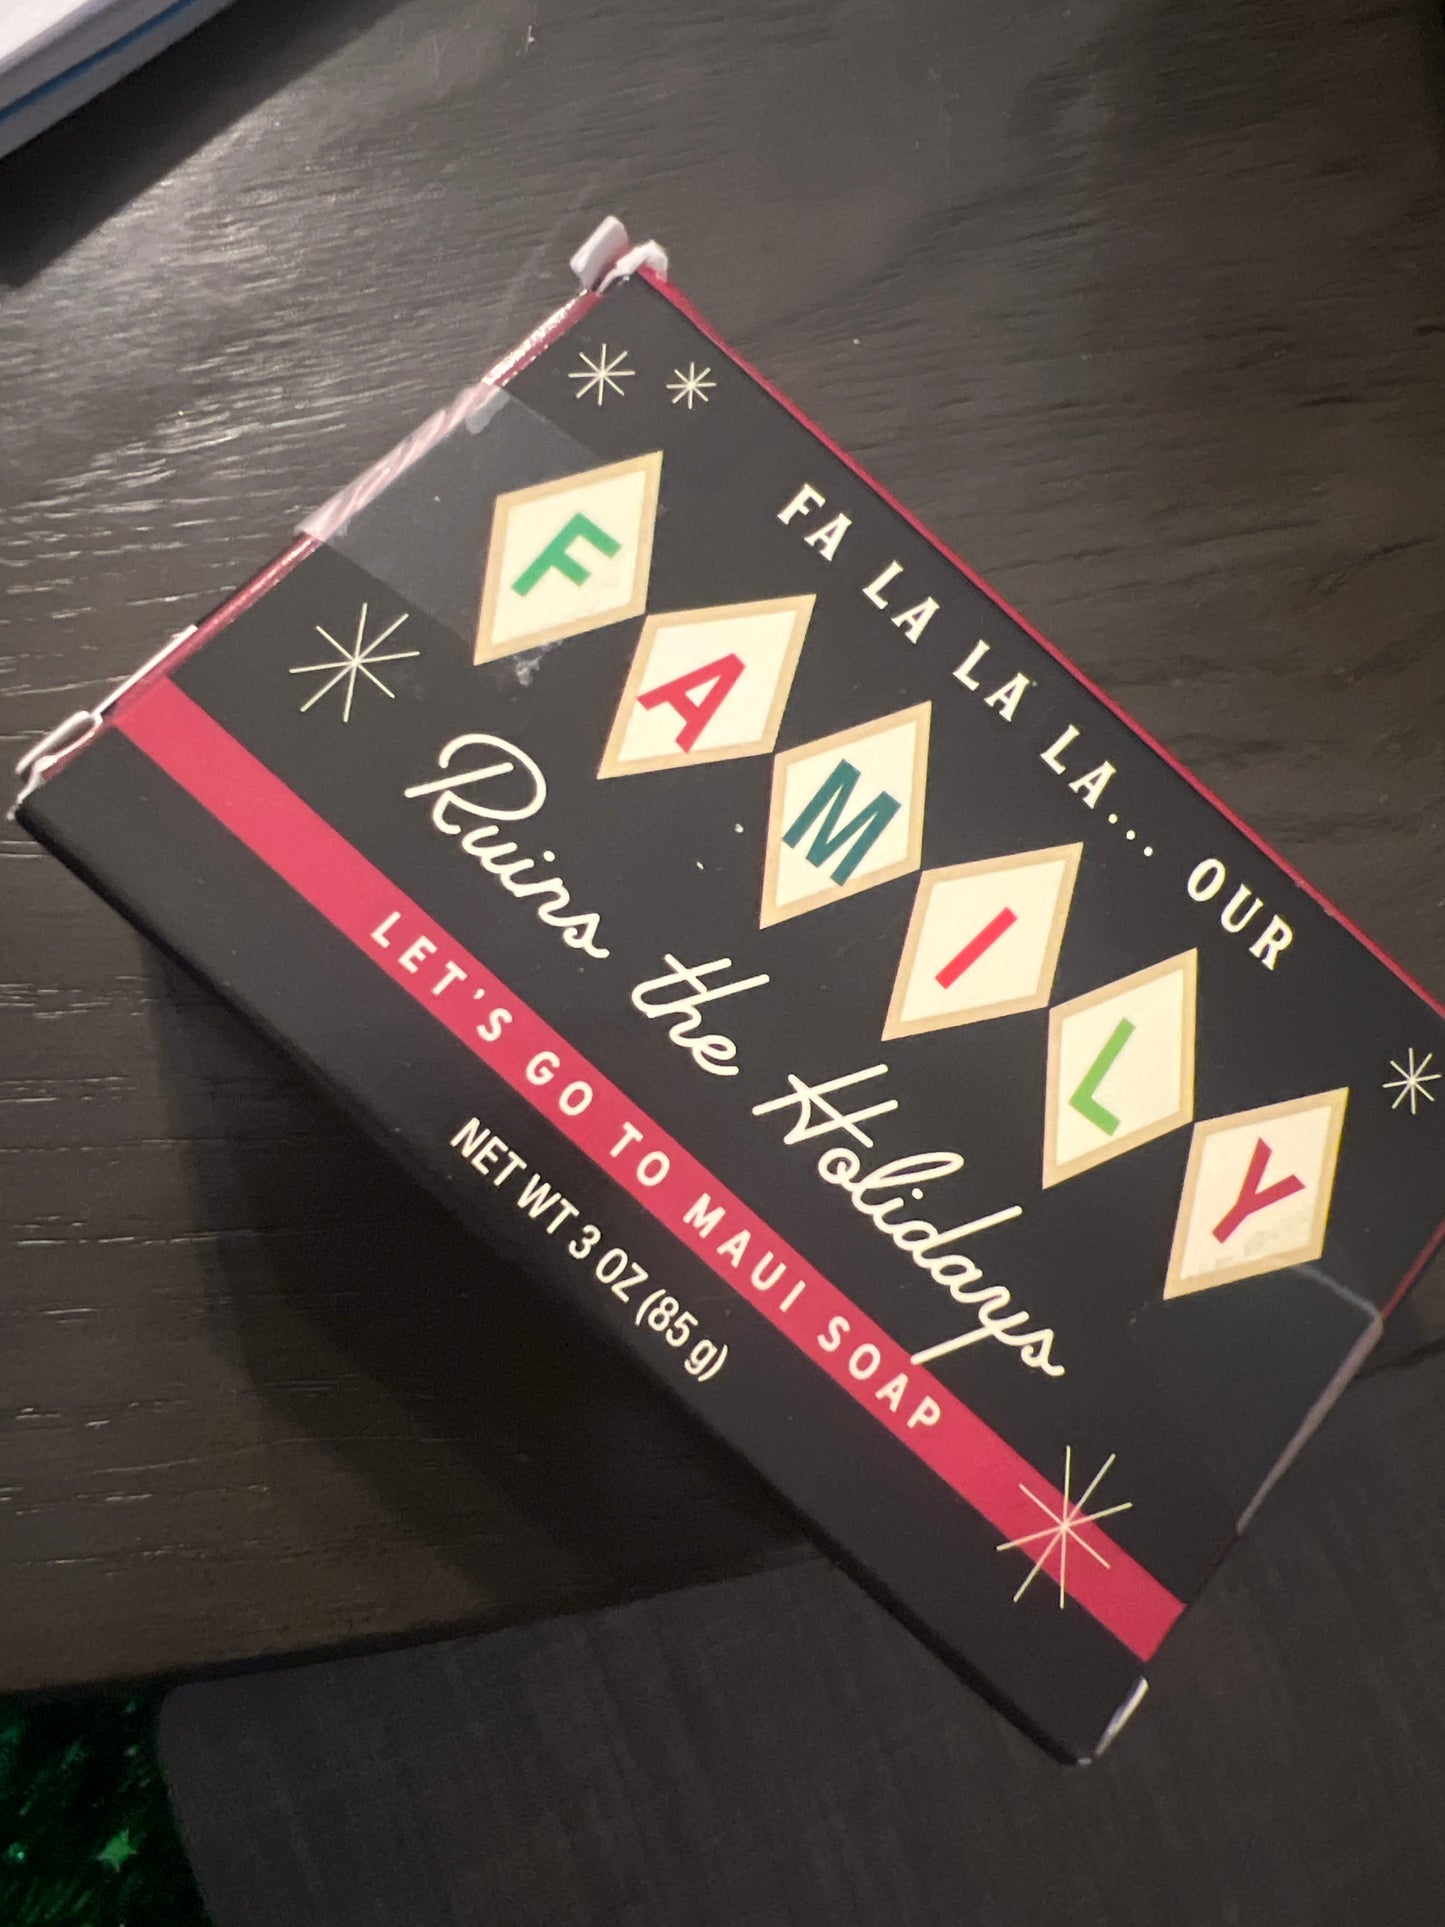 FA LA LA LA LA... OUR
FAMILY
Ruins the Holidays
LET'S GO TO MAUI SOAP
NET WT 3 OZ (85 g)